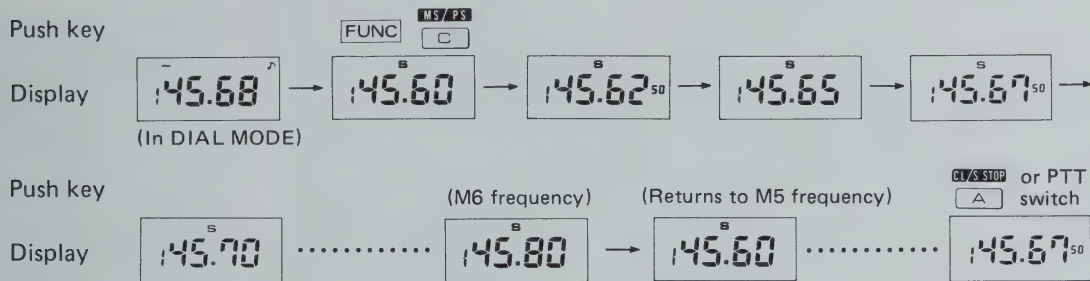 Push key FUNC MS/PS C
Display – ♪ 145.68 → S 145.60 → S 145.62 50 → S 145.65 → S 145.67 50 →
(In DIAL MODE)
Push key (M6 frequency) (Returns to M5 frequency) CL/S STOP A or PTT switch
Display S 145.70 ·········· S 145.80 → S 145.60 ·········· 145.67 50